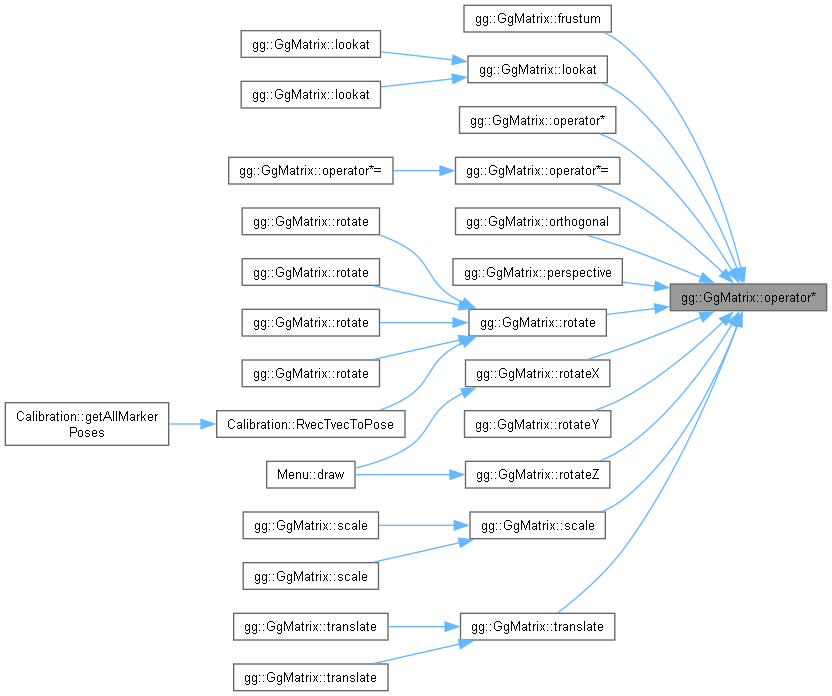 gg::GgMatrix::frustum
gg::GgMatrix::lookat
gg::GgMatrix::lookat
gg::GgMatrix::lookat
gg::GgMatrix::operator*
gg::GgMatrix::operator*=
gg::GgMatrix::operator*=
gg::GgMatrix::rotate
gg::GgMatrix::orthogonal
gg::GgMatrix::rotate
gg::GgMatrix::perspective
gg::GgMatrix::operator*
gg::GgMatrix::rotate
gg::GgMatrix::rotate
gg::GgMatrix::rotate
gg::GgMatrix::rotateX
Calibration::getAllMarker
Poses
Calibration::RvecTvecToPose
gg::GgMatrix::rotateY
Menu::draw
gg::GgMatrix::rotateZ
gg::GgMatrix::scale
gg::GgMatrix::scale
gg::GgMatrix::scale
gg::GgMatrix::translate
gg::GgMatrix::translate
gg::GgMatrix::translate